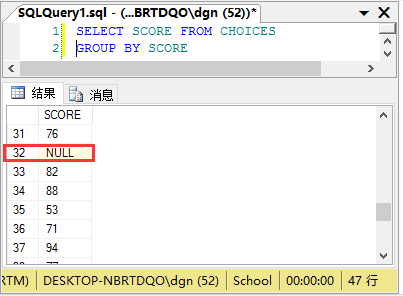 SQLQuery1.sql - (...BRTDQO\dgn (52))*
1 SELECT SCORE FROM CHOICES
2 GROUP BY SCORE
结果 消息
SCORE
31 76
32 NULL
33 82
34 88
35 53
36 71
37 94
38 77
RTM) DESKTOP-NBRTDQO\dgn (52) School 00:00:00 47 行